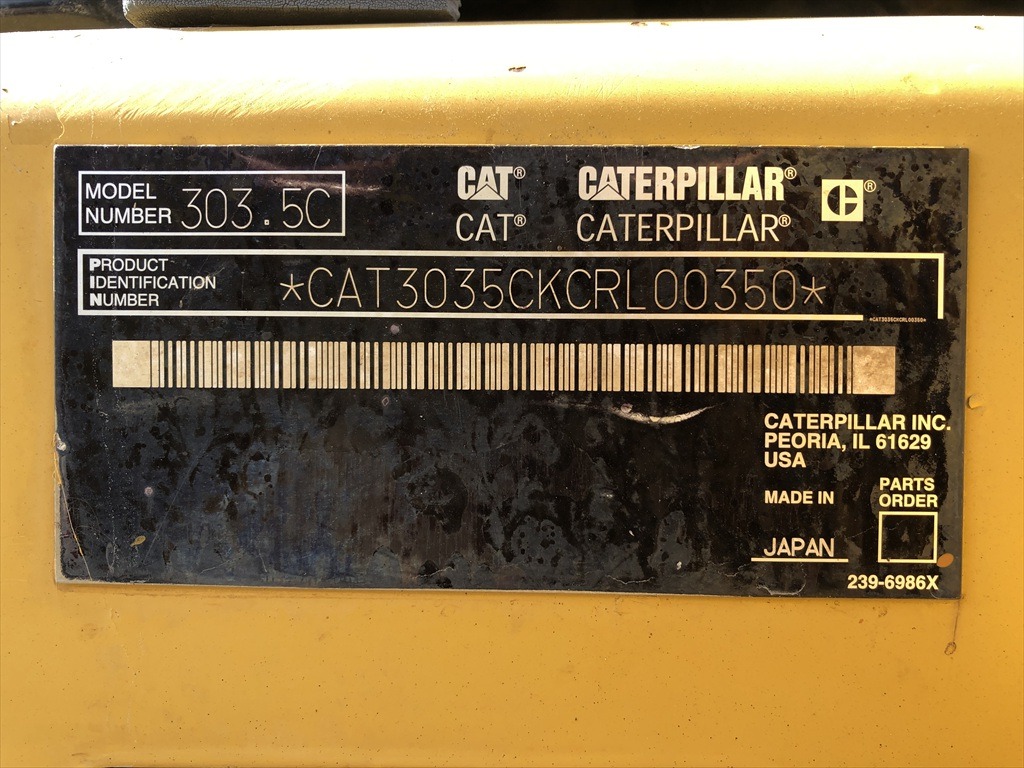 MODEL NUMBER 303.5C
CAT® CATERPILLAR® C®
CAT® CATERPILLAR®
PRODUCT IDENTIFICATION NUMBER *CAT3035CKCRL00350*
*CAT3035CKCRL00350*
CATERPILLAR INC.
PEORIA, IL 61629
USA
MADE IN
JAPAN
PARTS
ORDER
239-6986X